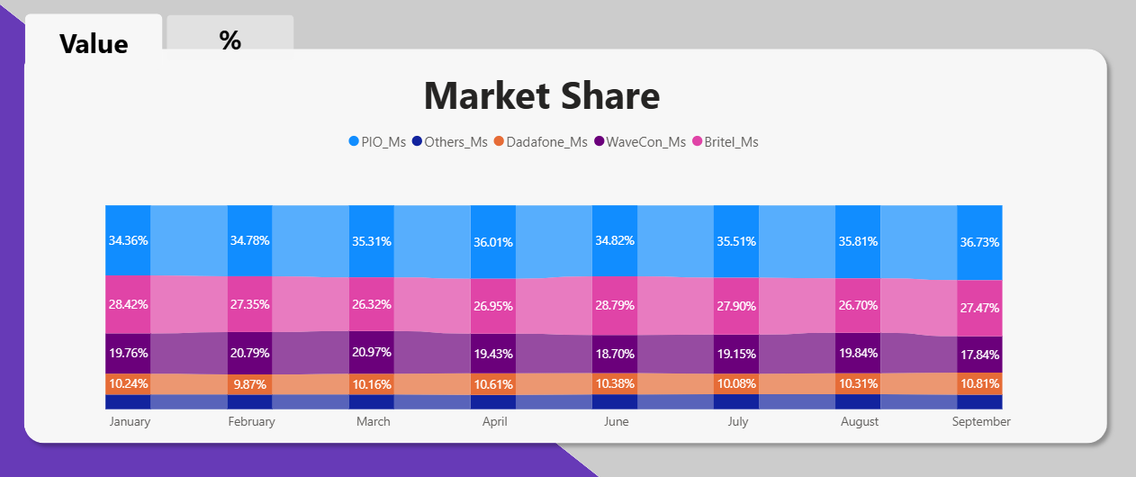 Value %
Market Share
PIO_Ms Others_Ms Dadafone_Ms WaveCon_Ms Britel_Ms
34.36% 34.78% 35.31% 36.01% 34.82% 35.51% 35.81% 36.73%
28.42% 27.35% 26.32% 26.95% 28.79% 27.90% 26.70% 27.47%
19.76% 20.79% 20.97% 19.43% 18.70% 19.15% 19.84% 17.84%
10.24% 9.87% 10.16% 10.61% 10.38% 10.08% 10.31% 10.81%
January February March April June July August September